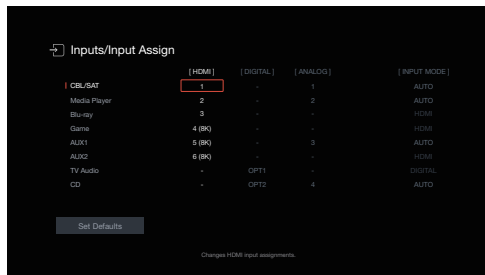 Inputs/Input Assign
[ HDMI ] [ DIGITAL ] [ ANALOG ] [ INPUT MODE ]
CBL/SAT 1 - 1 AUTO
Media Player 2 - 2 AUTO
Blu-ray 3 - - HDMI
Game 4 (8K) - - HDMI
AUX1 5 (8K) - 3 AUTO
AUX2 6 (8K) - - HDMI
TV Audio - OPT1 - DIGITAL
CD - OPT2 4 AUTO
Set Defaults
Changes HDMI input assignments.